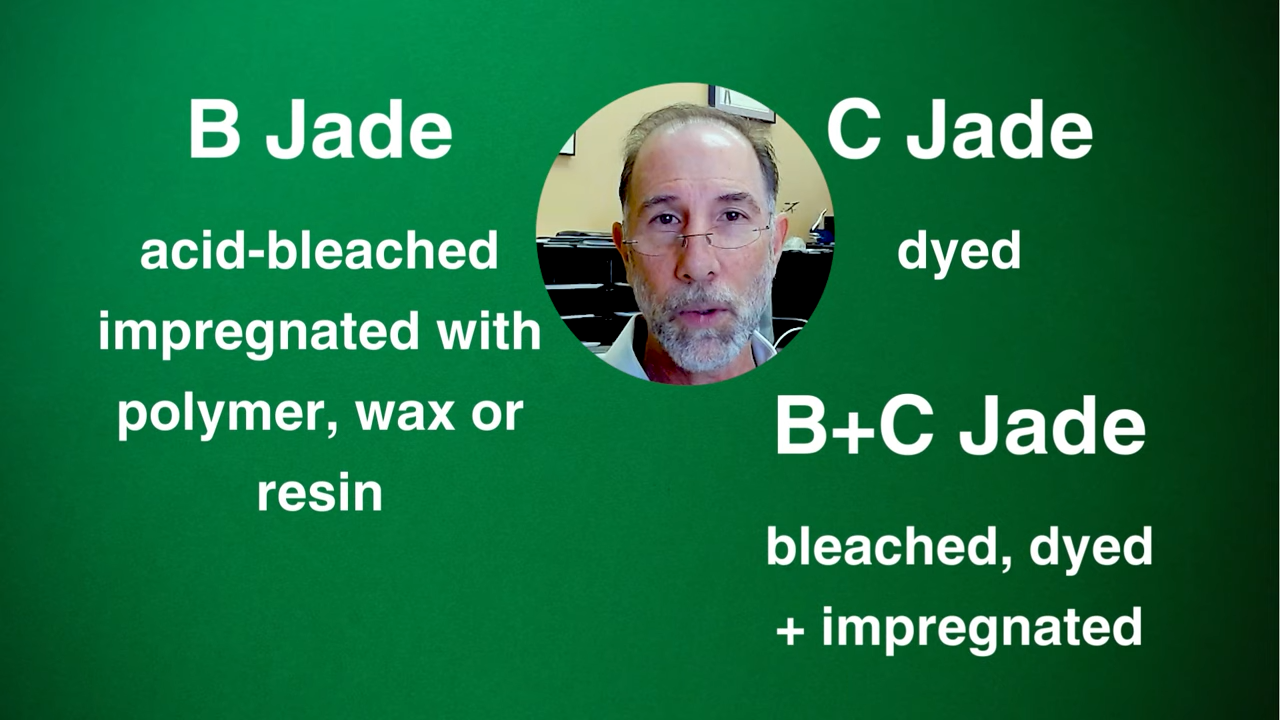 B Jade
acid-bleached
impregnated with
polymer, wax or
resin
C Jade
dyed
B+C Jade
bleached, dyed
+ impregnated